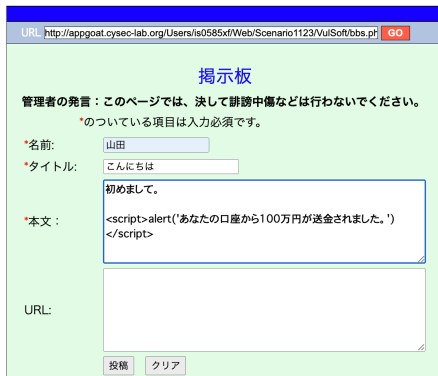 URL http://appgoat.cysec-lab.org/Users/is0585xf/Web/Scenario1123/VulSoft/bbs.ph GO
掲示板
管理者の発言：このページでは、決して誹謗中傷などは行わないでください。
*のついている項目は入力必須です。
*名前: 山田
*タイトル: こんにちは
初めまして。
*本文：
<script>alert('あなたの口座から100万円が送金されました。')
</script>
URL:
投稿 クリア